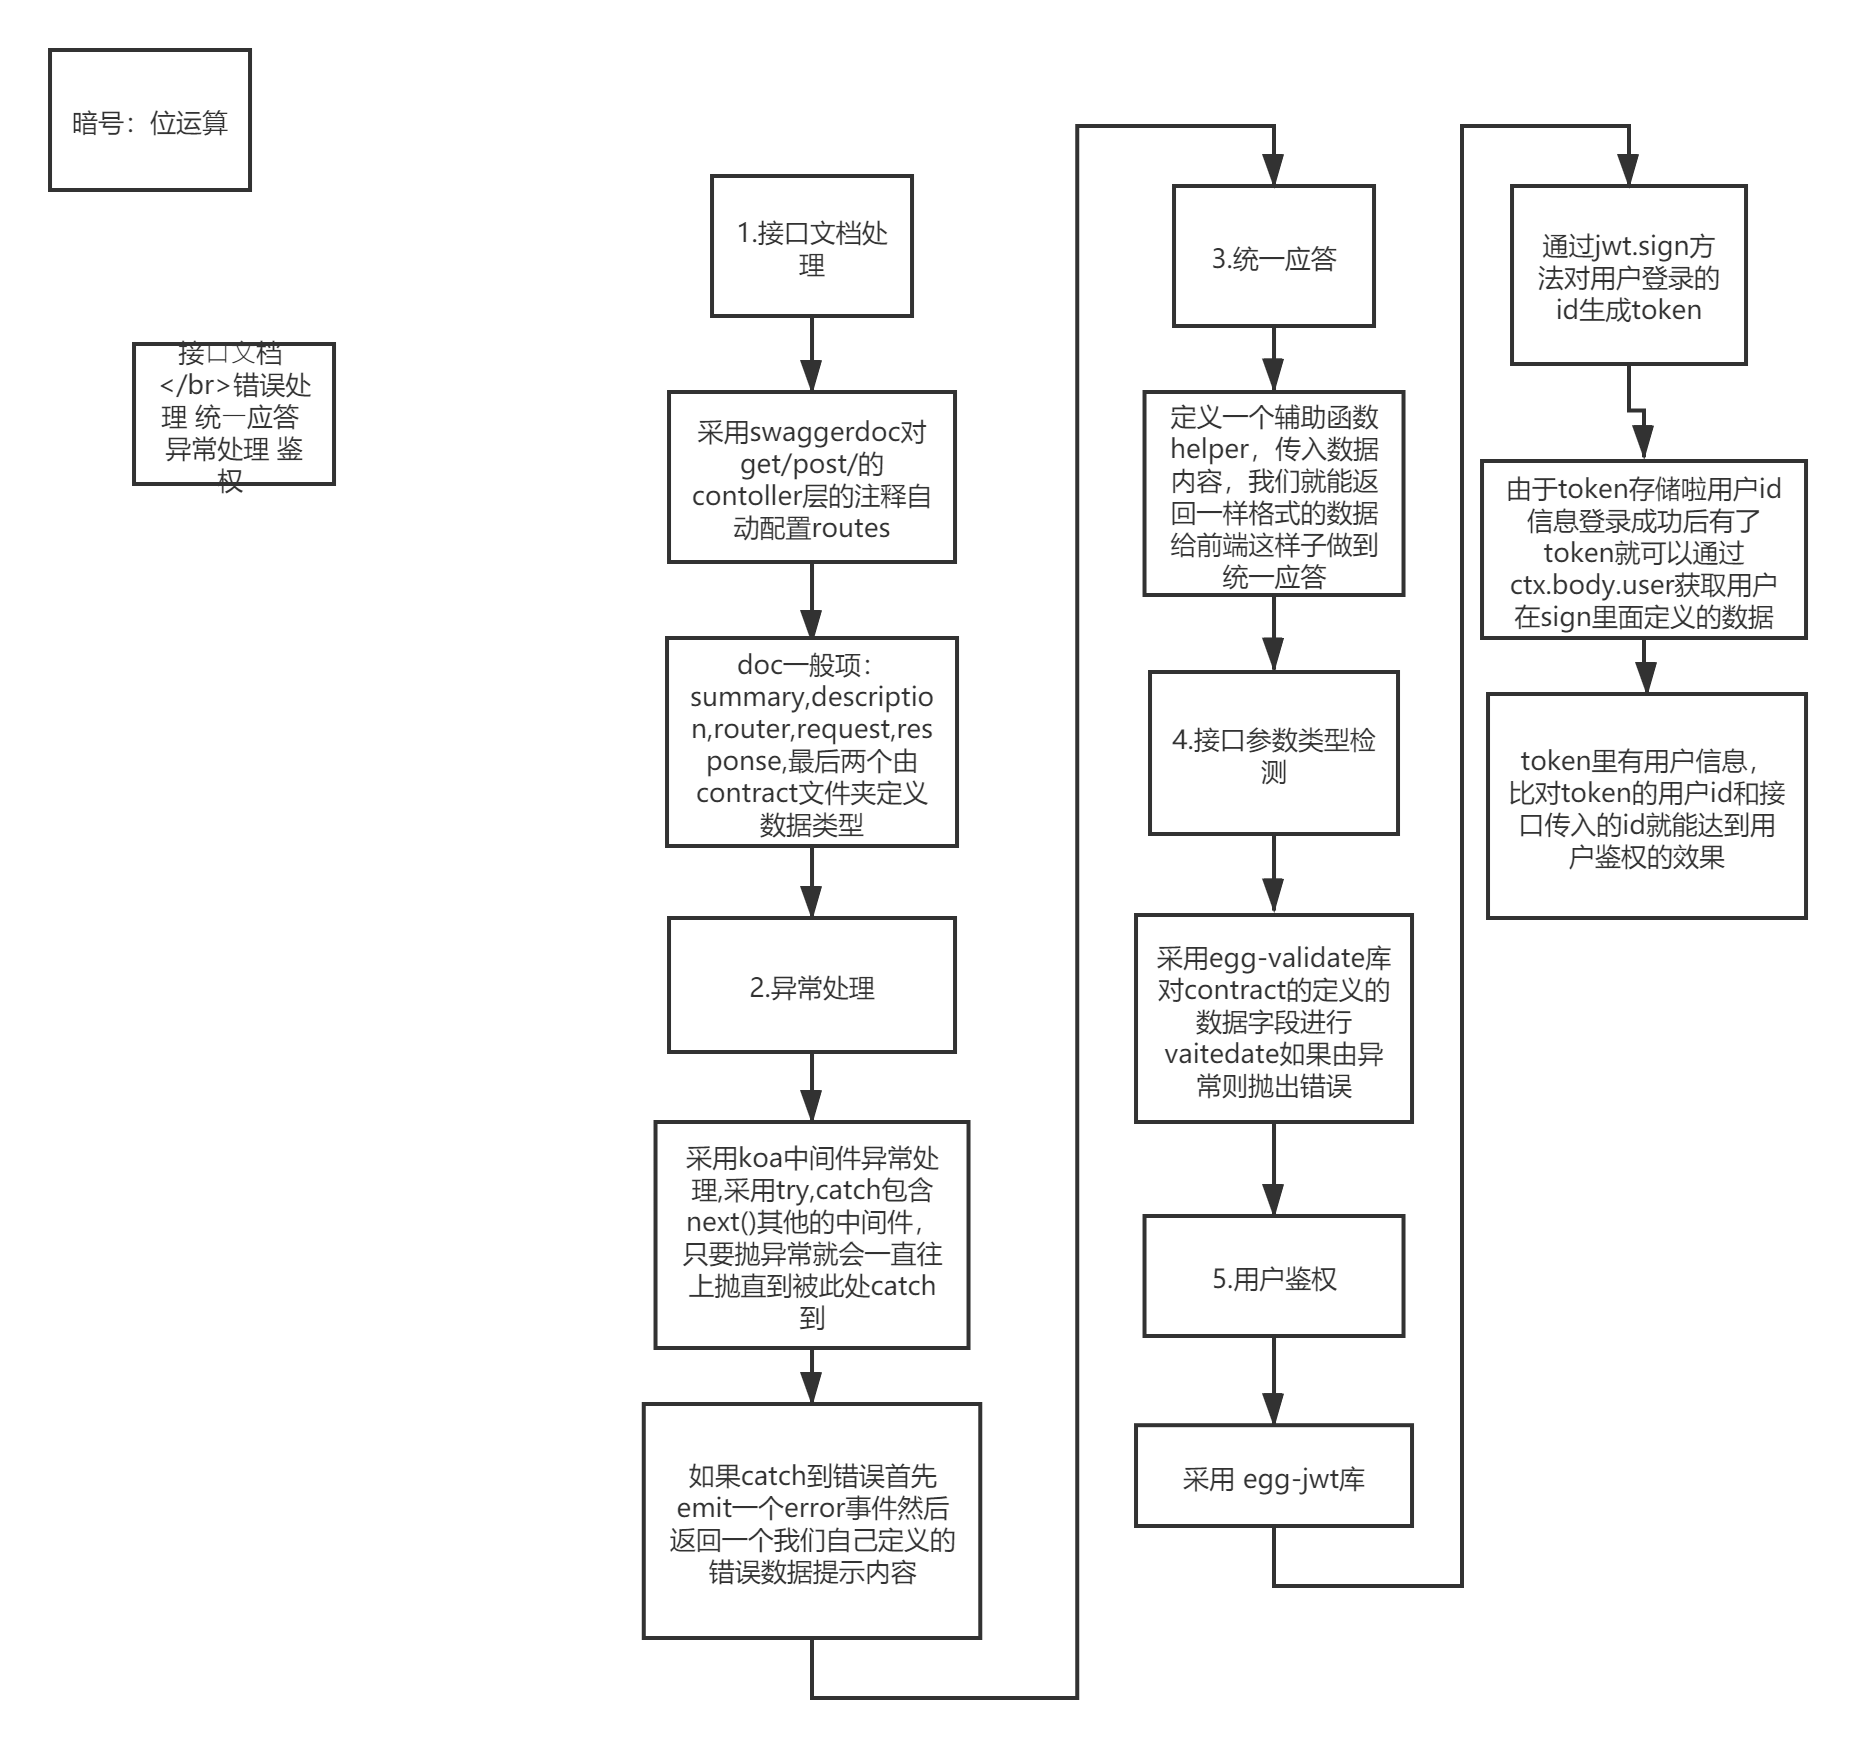 暗号：位运算
接口文档
</br>错误处
理 统一应答
异常处理 鉴
权
1.接口文档处
理
采用swaggerdoc对
get/post/的
contoller层的注释自
动配置routes
doc一般项：
summary,descriptio
n,router,request,res
ponse,最后两个由
contract文件夹定义
数据类型
2.异常处理
采用koa中间件异常处
理,采用try,catch包含
next()其他的中间件，
只要抛异常就会一直往
上抛直到被此处catch
到
如果catch到错误首先
emit一个error事件然后
返回一个我们自己定义的
错误数据提示内容
3.统一应答
定义一个辅助函数
helper，传入数据
内容，我们就能返
回一样格式的数据
给前端这样子做到
统一应答
4.接口参数类型检
测
采用egg-validate库
对contract的定义的
数据字段进行
vaitedate如果由异
常则抛出错误
5.用户鉴权
采用 egg-jwt库
通过jwt.sign方
法对用户登录的
id生成token
由于token存储啦用户id
信息登录成功后有了
token就可以通过
ctx.body.user获取用户
在sign里面定义的数据
token里有用户信息，
比对token的用户id和接
口传入的id就能达到用
户鉴权的效果